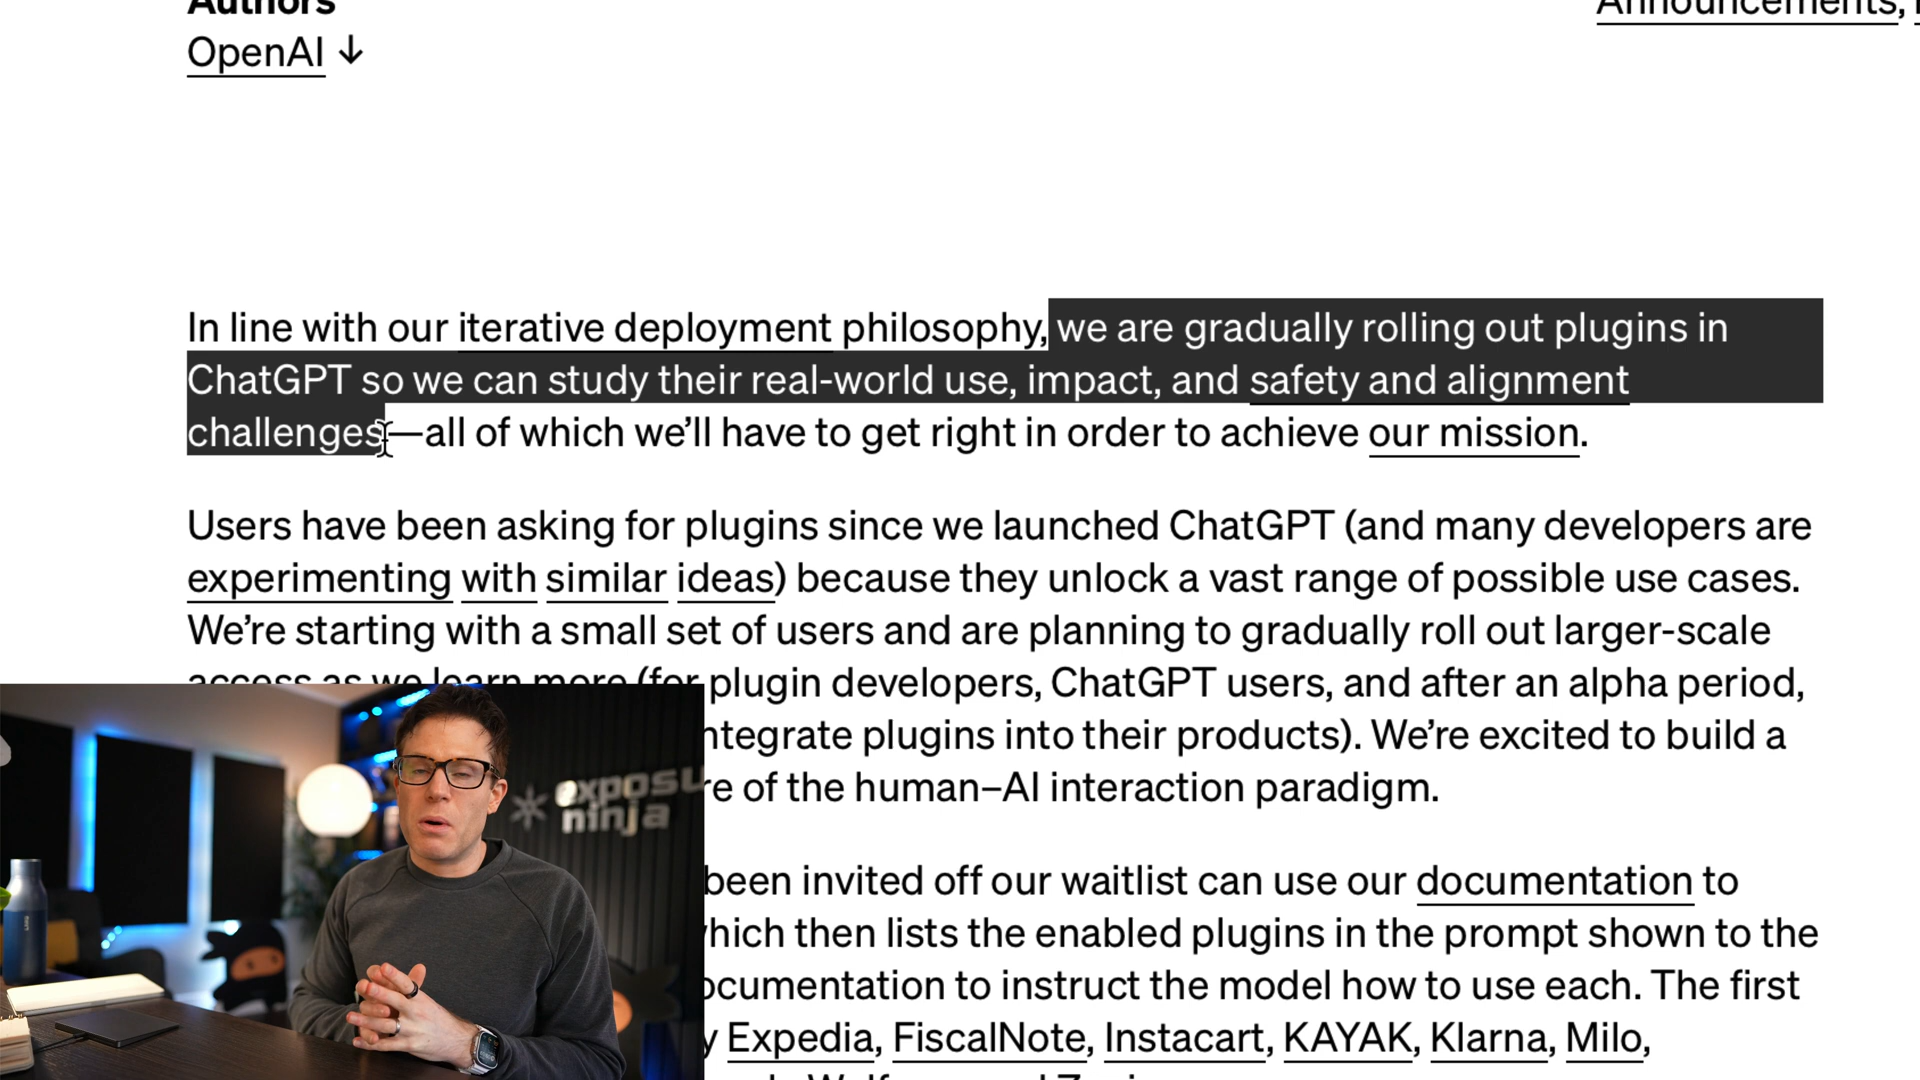 Authors
Announcements,
OpenAI ↓
In line with our iterative deployment philosophy, we are gradually rolling out plugins in
ChatGPT so we can study their real-world use, impact, and safety and alignment
challenges—all of which we’ll have to get right in order to achieve our mission.
Users have been asking for plugins since we launched ChatGPT (and many developers are
experimenting with similar ideas) because they unlock a vast range of possible use cases.
We’re starting with a small set of users and are planning to gradually roll out larger-scale
access as we learn more (for plugin developers, ChatGPT users, and after an alpha period,
ntegrate plugins into their products). We’re excited to build a
re of the human–AI interaction paradigm.
been invited off our waitlist can use our documentation to
hich then lists the enabled plugins in the prompt shown to the
ocumentation to instruct the model how to use each. The first
y Expedia, FiscalNote, Instacart, KAYAK, Klarna, Milo,
exposu
ninja